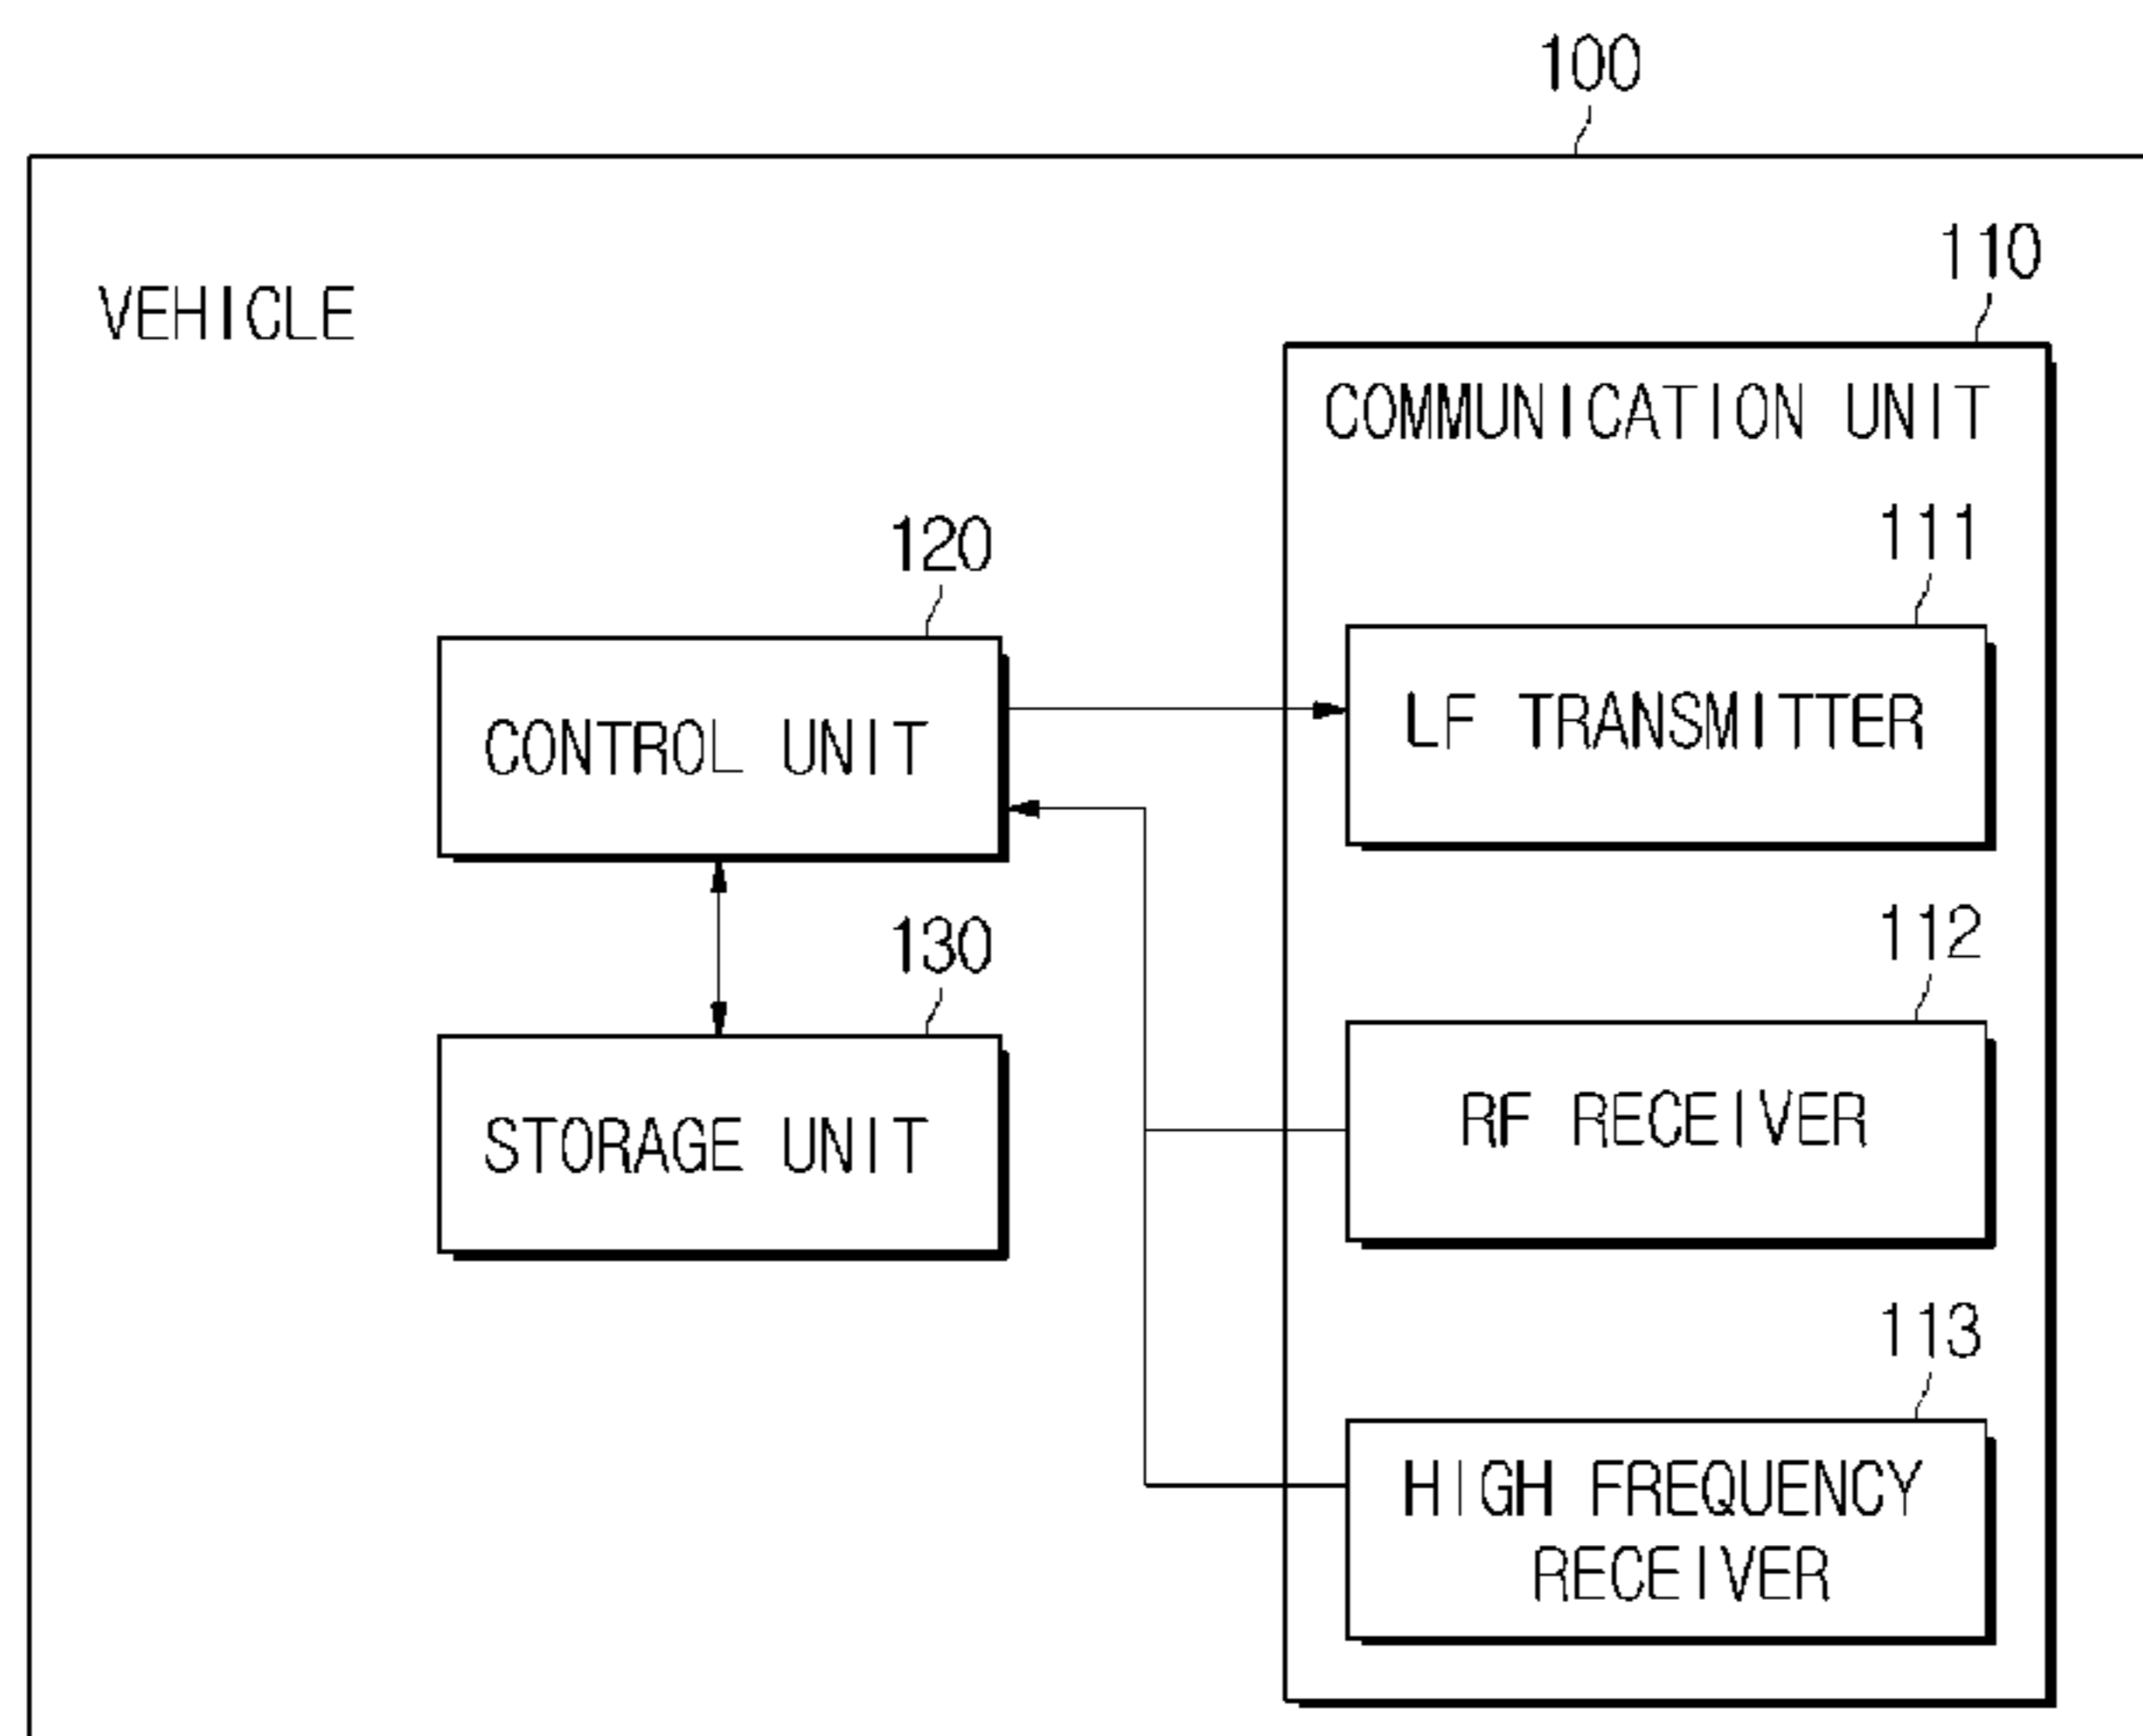 100
110
VEHICLE
COMMUNICATION UNIT
111
120
LF TRANSMITTER
CONTROL UNIT
112
130
RF RECEIVER
STORAGE UNIT
113
HIGH FREQUENCY
RECEIVER